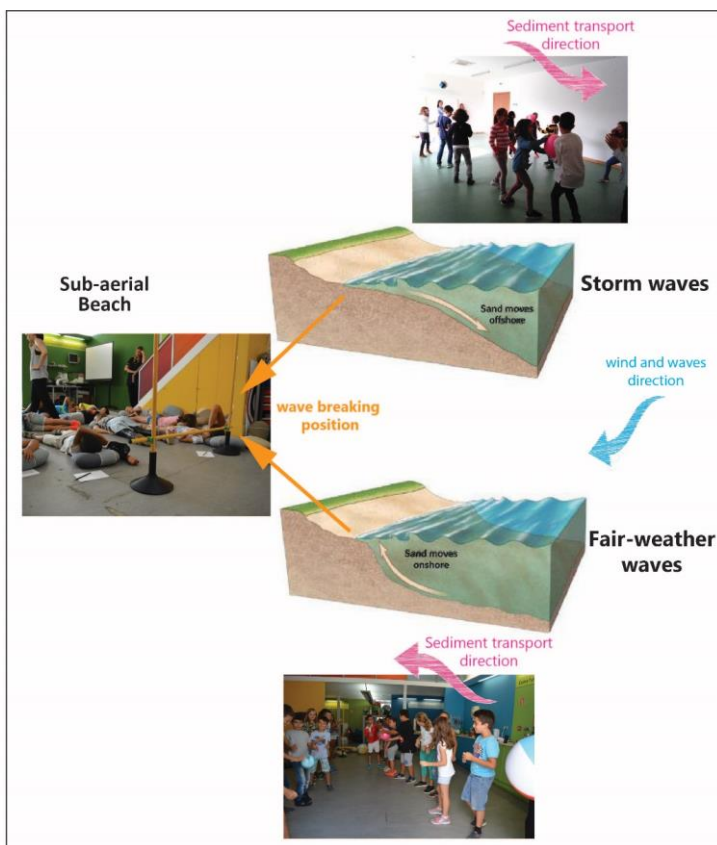 Sediment transport
direction
Sub-aerial
Beach
Storm waves
Sand moves
offshore
wind and waves
direction
wave breaking
position
Fair-weather
waves
Sand moves
onshore
Sediment transport
direction